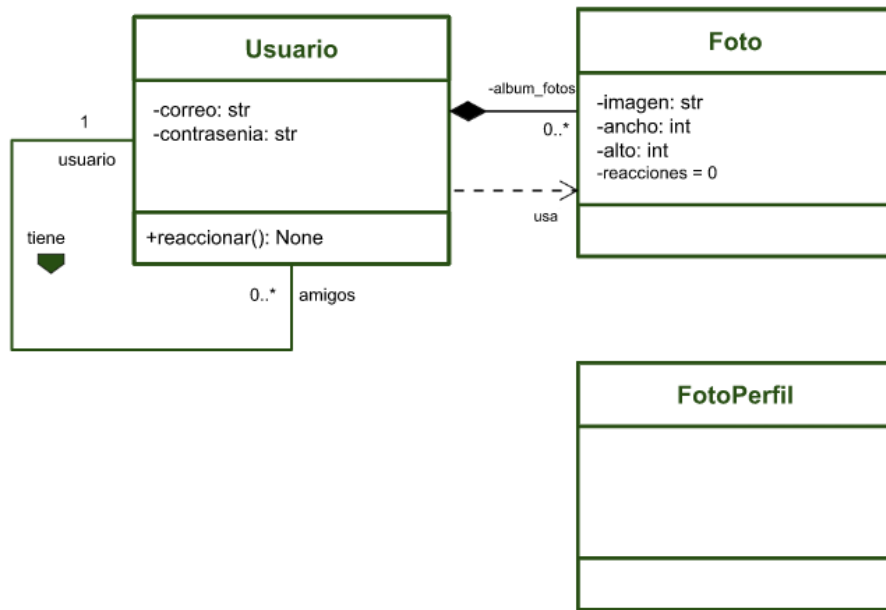 Usuario
-correo: str
-contrasenia: str
+reaccionar(): None
1
usuario
tiene
0..*
amigos
-album_fotos
0..*
usa
Foto
-imagen: str
-ancho: int
-alto: int
-reacciones = 0
FotoPerfil